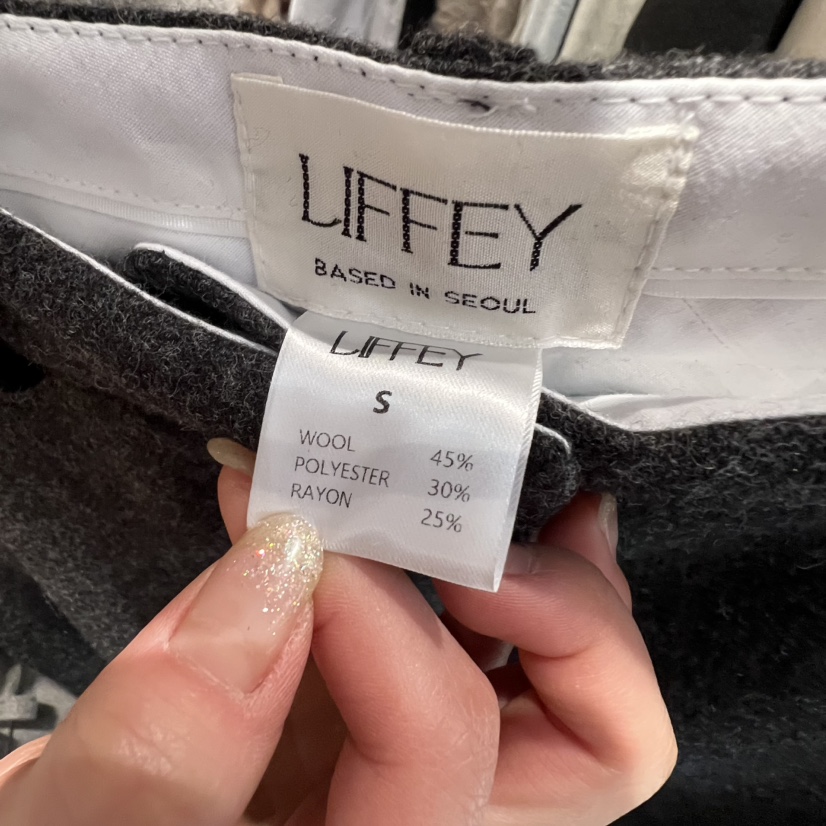 LIFFEY
BASED IN SEOUL
LIFFEY
S
WOOL 45%
POLYESTER 30%
RAYON 25%